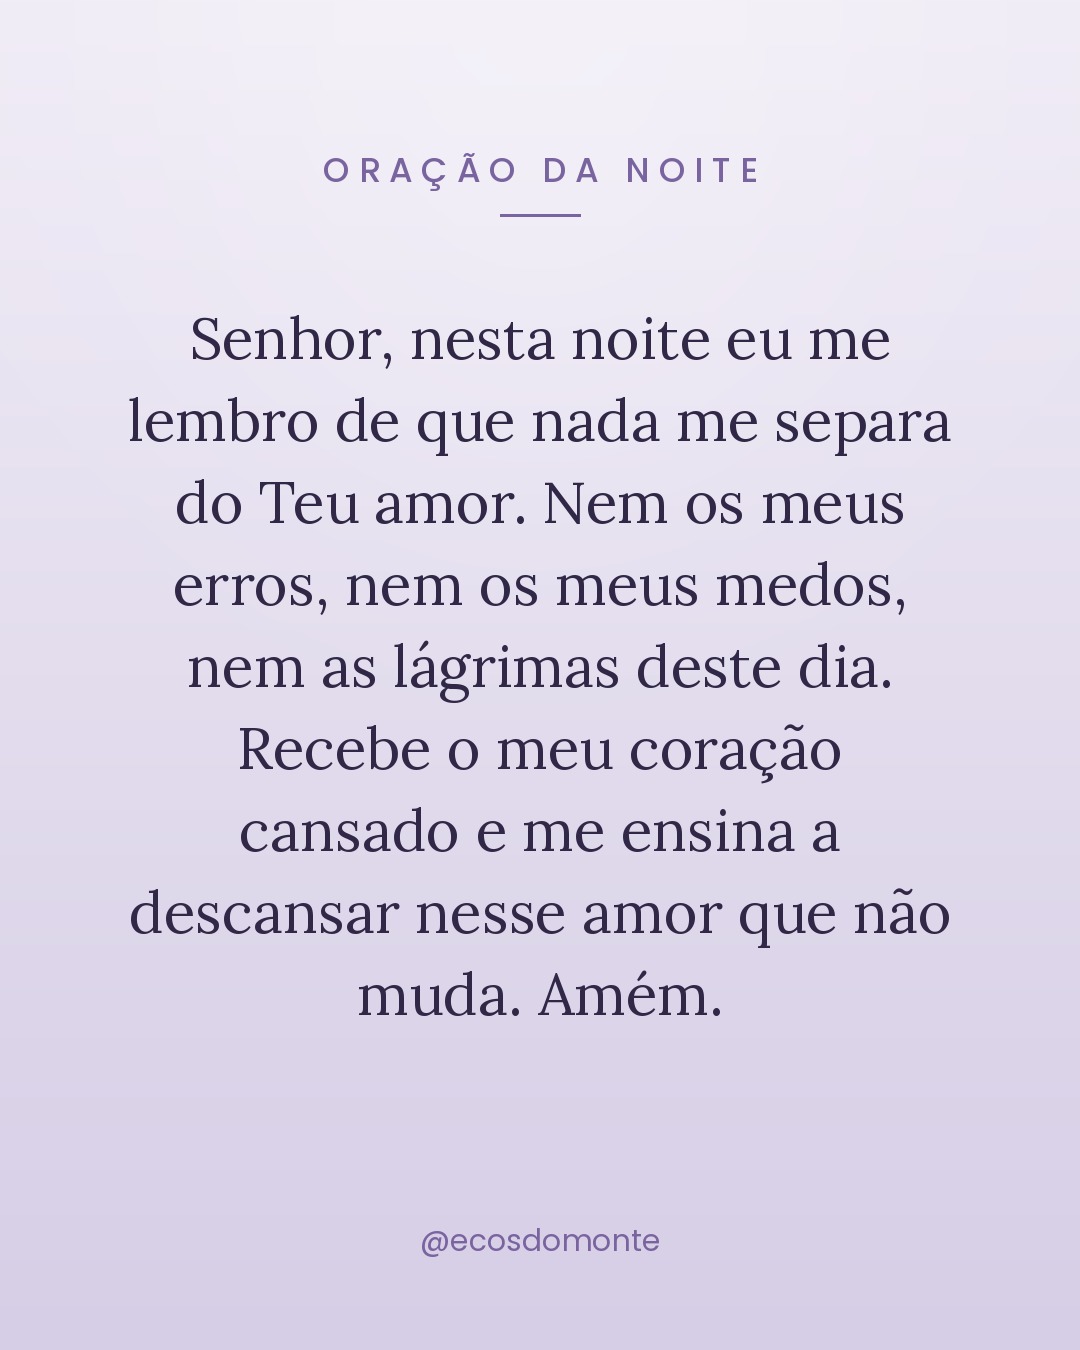 ORAÇÃO DA NOITE
Senhor, nesta noite eu me
lembro de que nada me separa
do Teu amor. Nem os meus
erros, nem os meus medos,
nem as lágrimas deste dia.
Recebe o meu coração
cansado e me ensina a
descansar nesse amor que não
muda. Amém.
@ecosdomonte